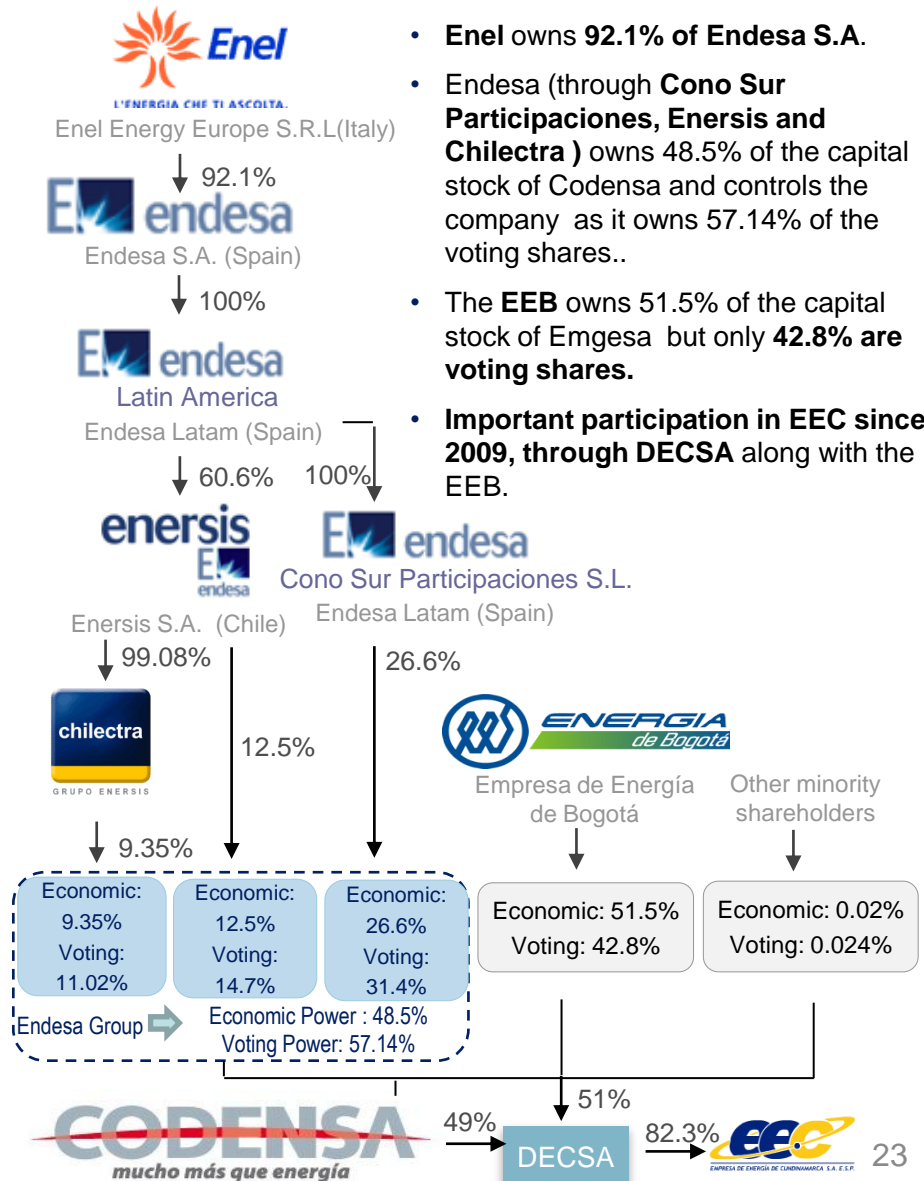 Enel
L'ENERGIA CHE TI ASCOLTA.
Enel Energy Europe S.R.L(Italy)
92.1%
endesa
Endesa S.A. (Spain)
100%
endesa
Latin America
Endesa Latam (Spain)
60.6%
100%
enersis
endesa
Enersis S.A. (Chile)
endesa
Cono Sur Participaciones S.L.
Endesa Latam (Spain)
• Enel owns 92.1% of Endesa S.A.
• Endesa (through Cono Sur
Participaciones, Enersis and
Chilectra ) owns 48.5% of the capital
stock of Codensa and controls the
company as it owns 57.14% of the
voting shares..
• The EEB owns 51.5% of the capital
stock of Emgesa but only 42.8% are
voting shares.
• Important participation in EEC since
2009, through DECSA along with the
EEB.
99.08%
12.5%
26.6%
chilectra
GRUPO ENERSIS
9.35%
ENERGIA
de Bogotá
Empresa de Energía
de Bogotá
Other minority
shareholders
Economic:
9.35%
Voting:
11.02%
Economic:
12.5%
Voting:
14.7%
Economic:
26.6%
Voting:
31.4%
Economic: 51.5%
Voting: 42.8%
Economic: 0.02%
Voting: 0.024%
Endesa Group
Economic Power : 48.5%
Voting Power: 57.14%
CODENSA
mucho más que energía
49%
51%
DECSA
82.3%
eec
EMPRESA DE ENERGÍA DE CUNDINAMARCA S.A. E.S.P.
23